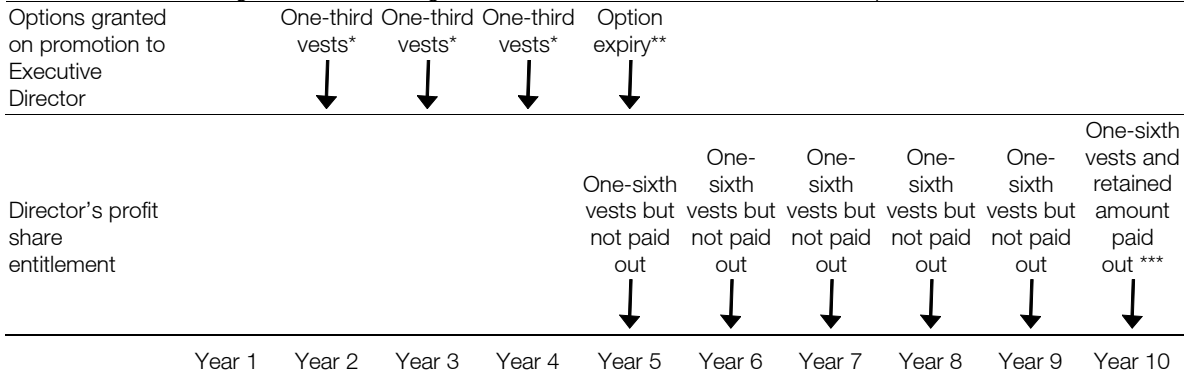 Options granted
on promotion to
Executive
Director
One-third
vests*
One-third
vests*
One-third
vests*
Option
expiry**
Director's profit
share
entitlement
One-sixth
vests but
not paid
out
One-
sixth
vests but
not paid
out
One-
sixth
vests but
not paid
out
One-
sixth
vests but
not paid
out
One-
sixth
vests but
not paid
out
One-sixth
vests and
retained
amount
paid
out ***
Year 1 Year 2 Year 3 Year 4 Year 5 Year 6 Year 7 Year 8 Year 9 Year 10